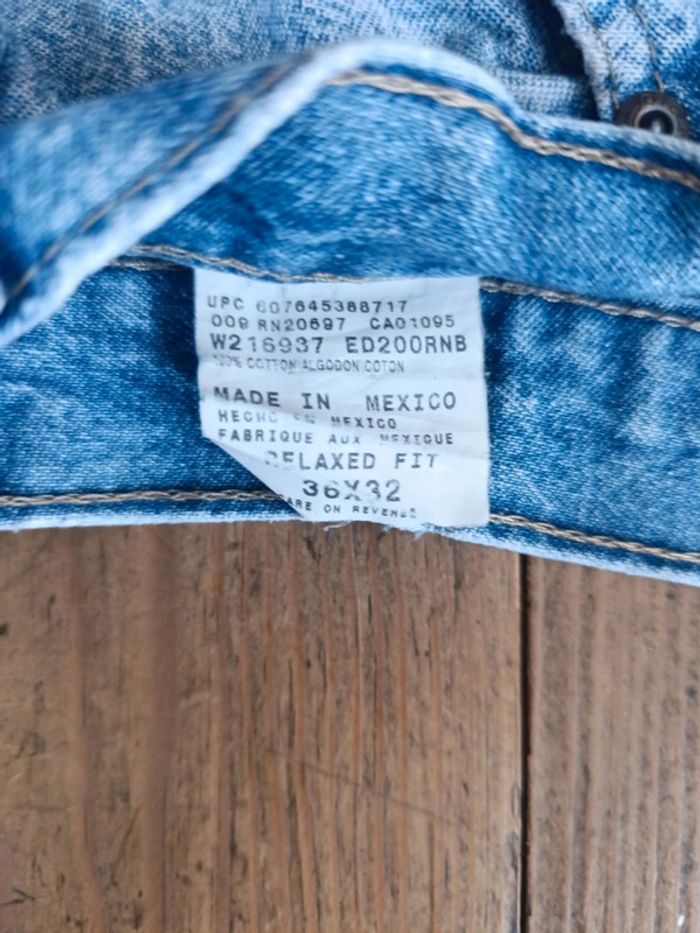 UPC 607645388717
009 RN20697 CA01095
W216937 ED200RNB
100% COTTON ALGODON COTON
MADE IN MEXICO
HECHO EN MEXICO
FABRIQUE AUX MEXIQUE
RELAXED FIT
36X32
CARE ON REVERSE